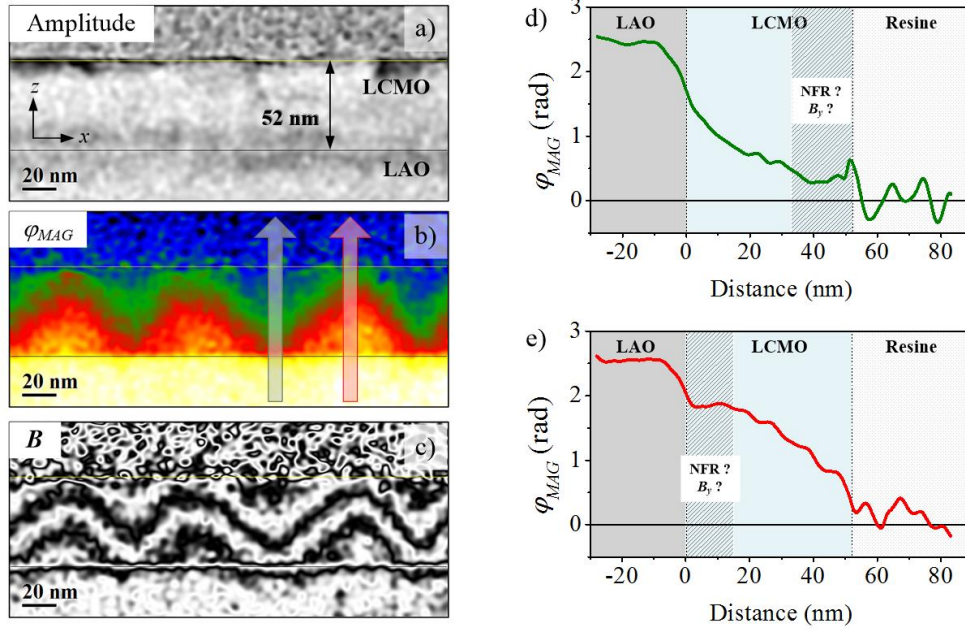 Amplitude
a)
z
x
LCMO
52 nm
LAO
20 nm
φMAG
b)
20 nm
B
c)
20 nm
d)
LAO
LCMO
Resine
NFR ?
By ?
φMAG (rad)
3
2
1
0
-20
0
20
40
60
80
Distance (nm)
e)
LAO
LCMO
Resine
NFR ?
By ?
φMAG (rad)
3
2
1
0
-20
0
20
40
60
80
Distance (nm)